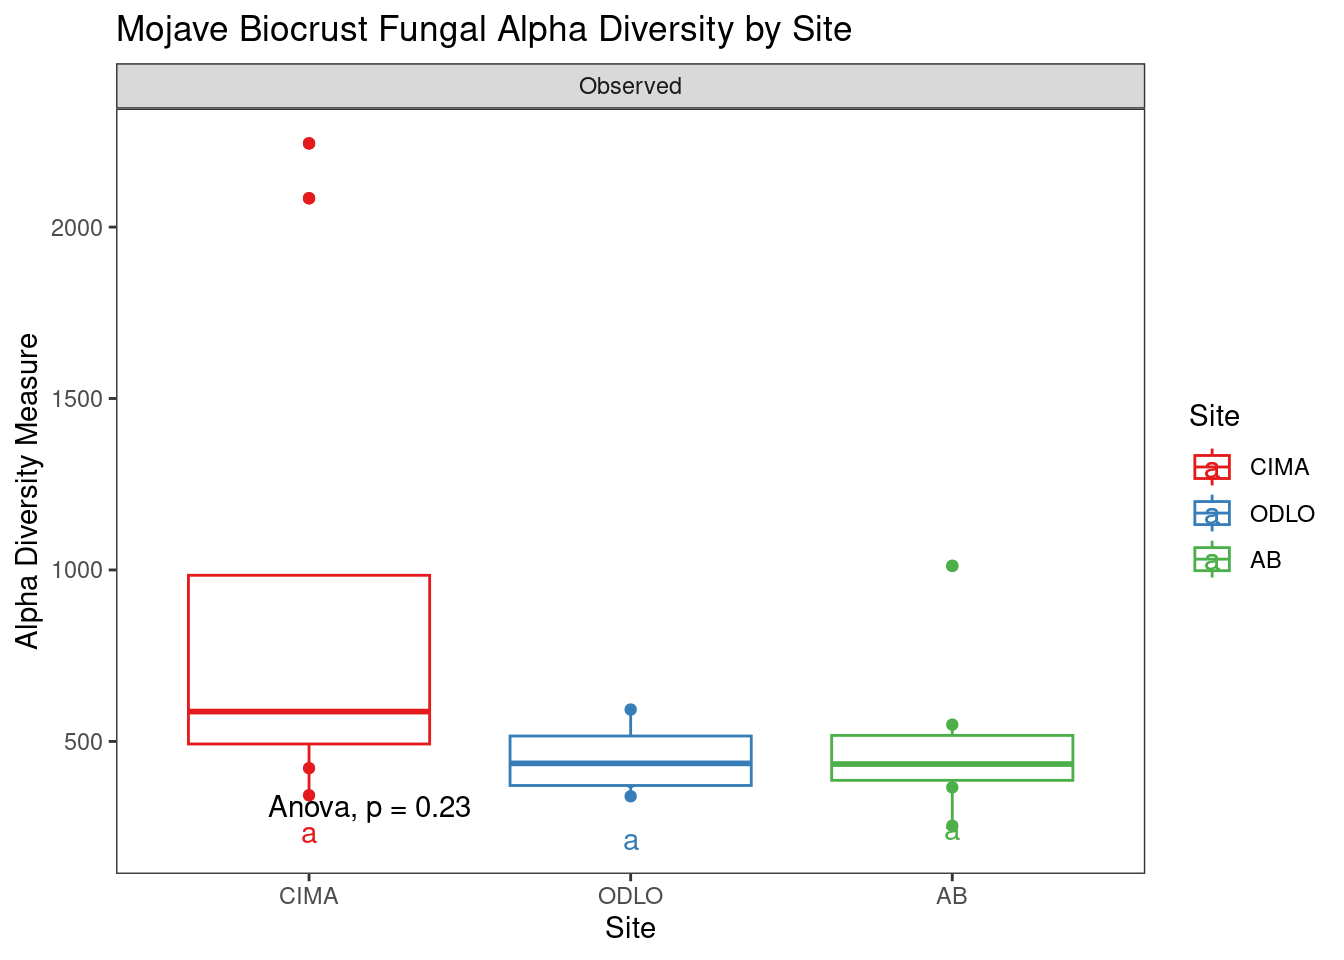 Mojave Biocrust Fungal Alpha Diversity by Site
Observed
Alpha Diversity Measure
2000
1500
1000
500
Anova, p = 0.23
a
a
a
CIMA
ODLO
AB
Site
Site
a CIMA
a ODLO
a AB